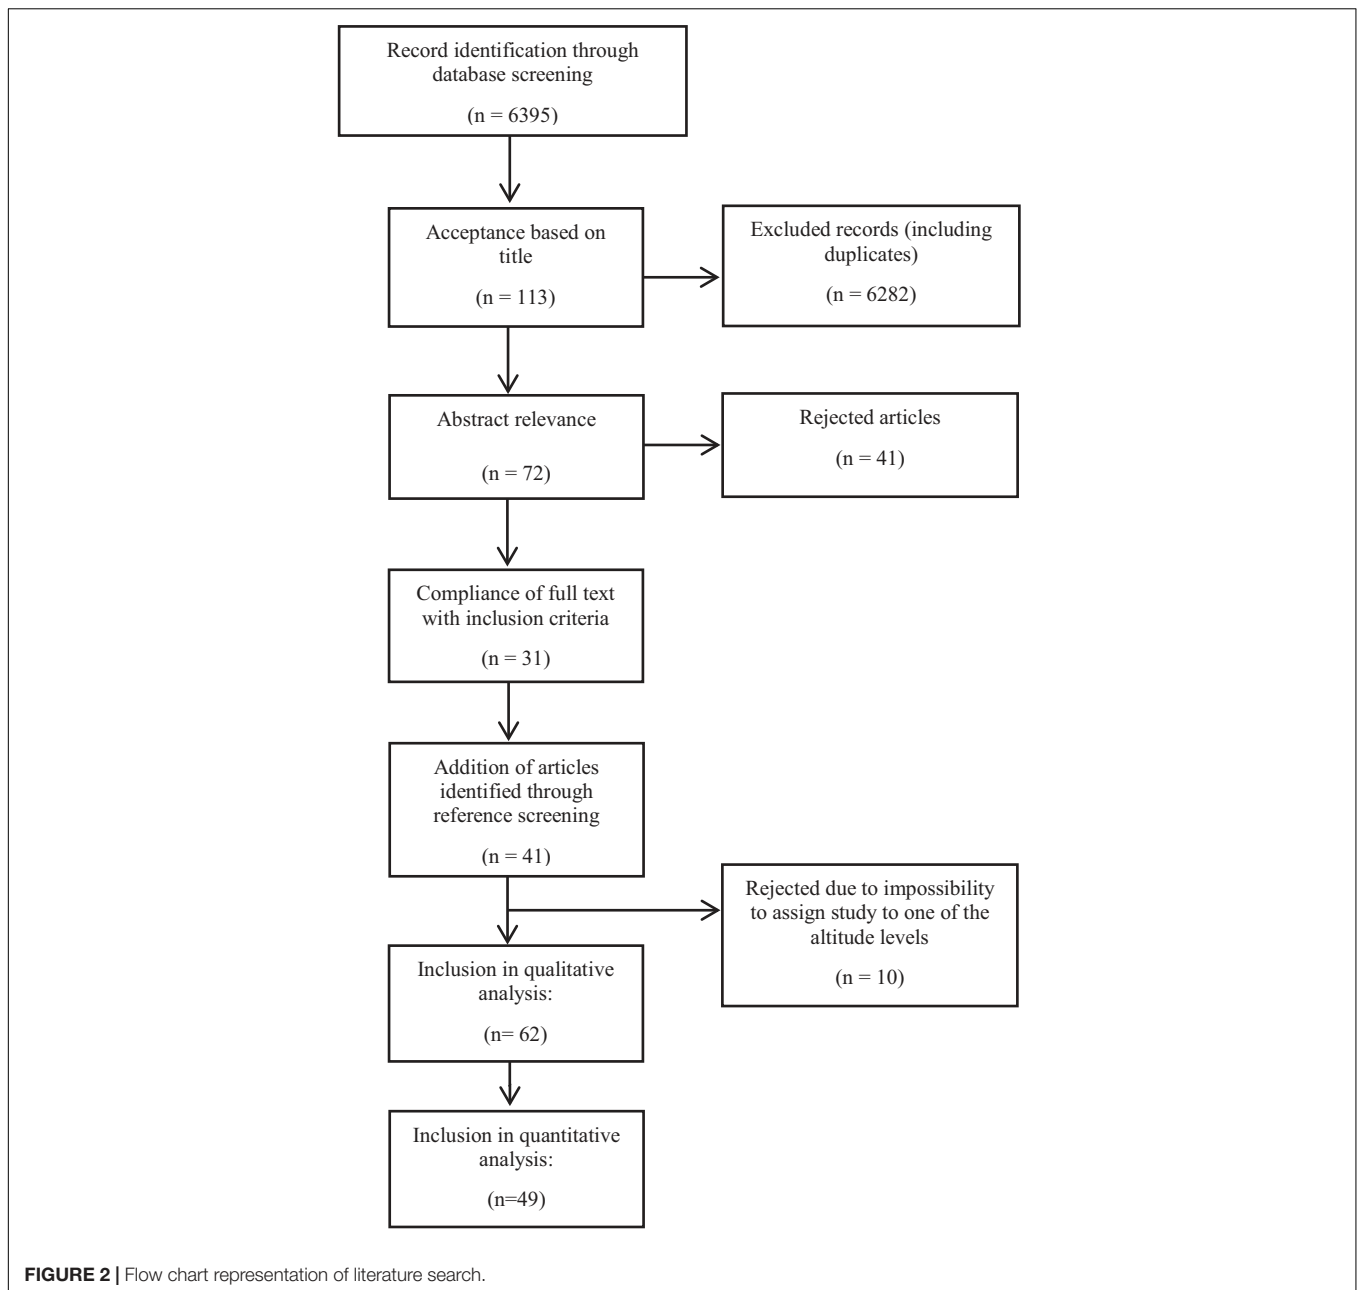 Record identification through
database screening
(n = 6395)
Acceptance based on
title
(n = 113)
Excluded records (including
duplicates)
(n = 6282)
Abstract relevance
(n = 72)
Rejected articles
(n = 41)
Compliance of full text
with inclusion criteria
(n = 31)
Addition of articles
identified through
reference screening
(n = 41)
Rejected due to impossibility
to assign study to one of the
altitude levels
(n = 10)
Inclusion in qualitative
analysis:
(n= 62)
Inclusion in quantitative
analysis:
(n=49)
FIGURE 2 | Flow chart representation of literature search.